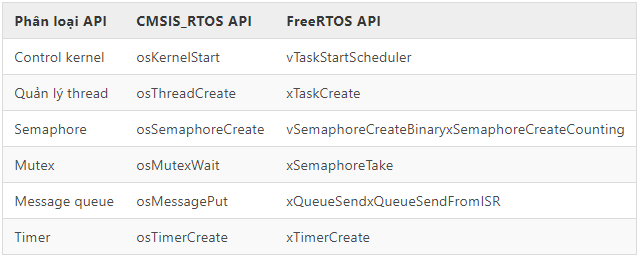 Phân loại API CMSIS_RTOS API FreeRTOS API
Control kernel osKernelStart vTaskStartScheduler
Quản lý thread osThreadCreate xTaskCreate
Semaphore osSemaphoreCreate vSemaphoreCreateBinaryxSemaphoreCreateCounting
Mutex osMutexWait xSemaphoreTake
Message queue osMessagePut xQueueSendxQueueSendFromISR
Timer osTimerCreate xTimerCreate